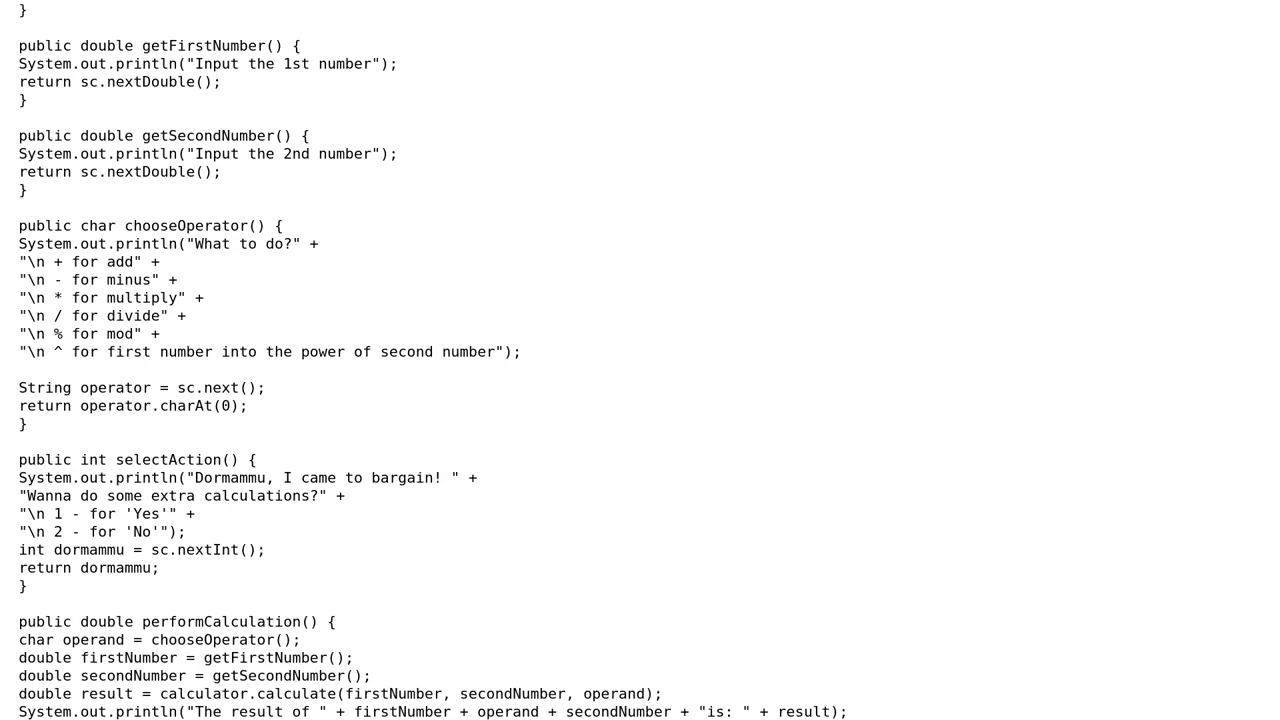 }
public double getFirstNumber() {
System.out.println("Input the 1st number");
return sc.nextDouble();
}
public double getSecondNumber() {
System.out.println("Input the 2nd number");
return sc.nextDouble();
}
public char chooseOperator() {
System.out.println("What to do?" +
"\n + for add" +
"\n - for minus" +
"\n * for multiply" +
"\n / for divide" +
"\n % for mod" +
"\n ^ for first number into the power of second number");
String operator = sc.next();
return operator.charAt(0);
}
public int selectAction() {
System.out.println("Dormammu, I came to bargain! " +
"Wanna do some extra calculations?" +
"\n 1 - for 'Yes'" +
"\n 2 - for 'No'");
int dormammu = sc.nextInt();
return dormammu;
}
public double performCalculation() {
char operand = chooseOperator();
double firstNumber = getFirstNumber();
double secondNumber = getSecondNumber();
double result = calculator.calculate(firstNumber, secondNumber, operand);
System.out.println("The result of " + firstNumber + operand + secondNumber + "is: " + result);